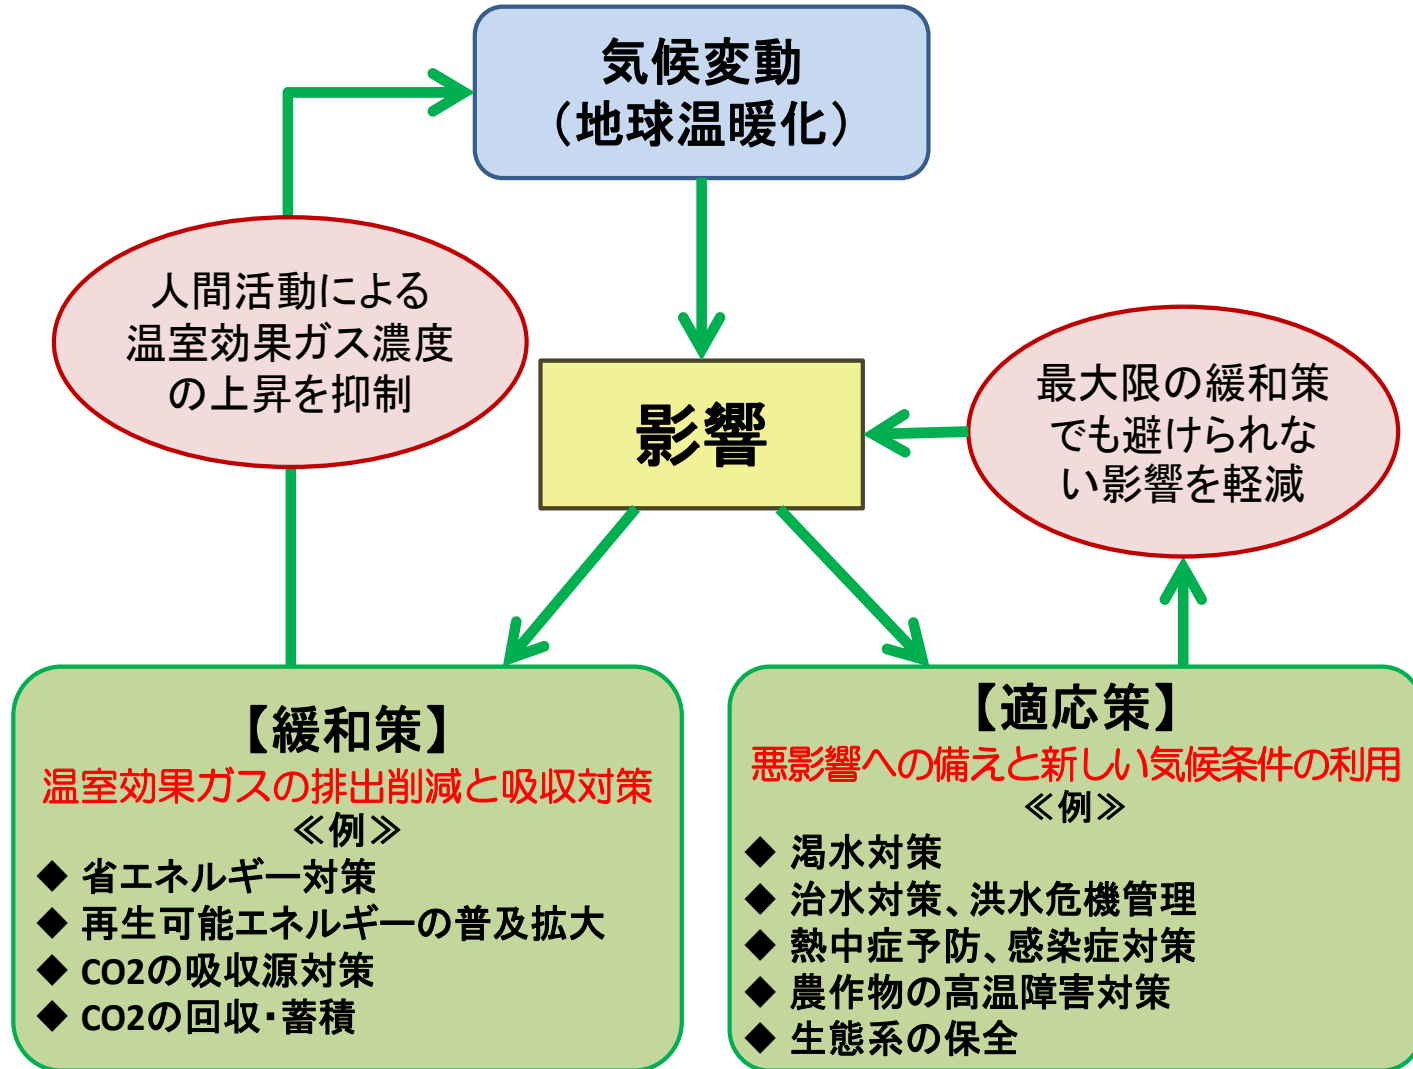 気候変動
（地球温暖化）
人間活動による
温室効果ガス濃度
の上昇を抑制
影響
最大限の緩和策
でも避けられな
い影響を軽減
【緩和策】
温室効果ガスの排出削減と吸収対策
≪例≫
◆ 省エネルギー対策
◆ 再生可能エネルギーの普及拡大
◆ CO2の吸収源対策
◆ CO2の回収・蓄積
【適応策】
悪影響への備えと新しい気候条件の利用
≪例≫
◆ 渇水対策
◆ 治水対策、洪水危機管理
◆ 熱中症予防、感染症対策
◆ 農作物の高温障害対策
◆ 生態系の保全